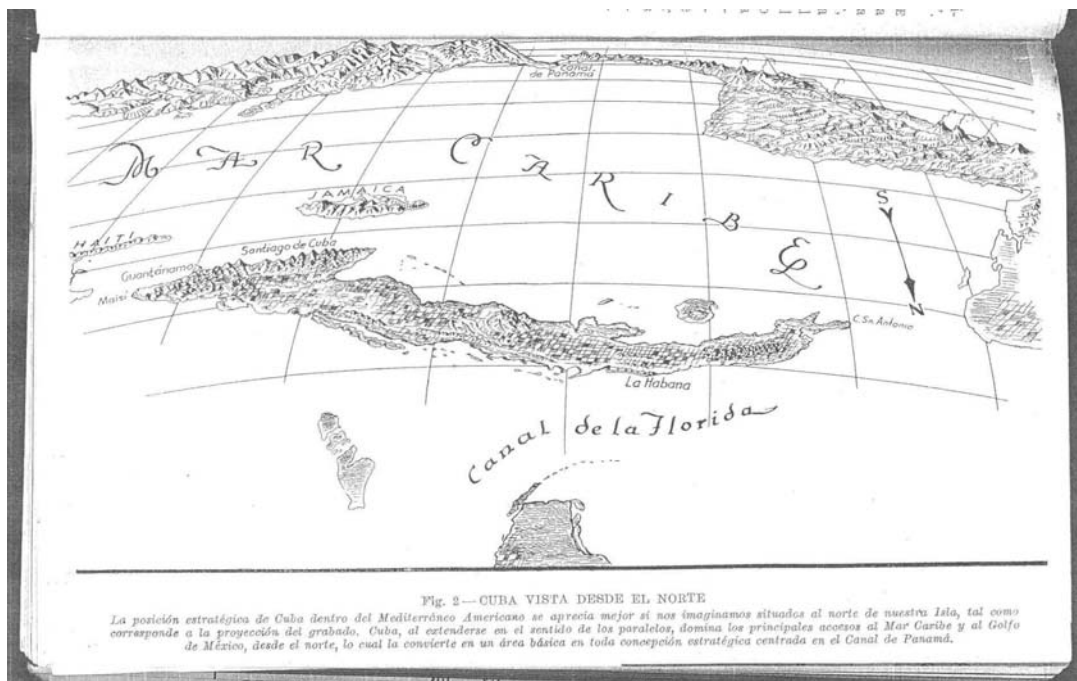 Canal
de Panamá
MAR CARIBE
JAMAICA
HAITI
Santiago de Cuba
Guantánamo
Maisí
S
N
C. Sn. Antonio
La Habana
Canal de la Florida
Fig. 2—CUBA VISTA DESDE EL NORTE
La posición estratégica de Cuba dentro del Mediterráneo Americano se aprecia mejor si nos imaginamos situados al norte de nuestra Isla, tal como
corresponde a la proyección del grabado. Cuba, al extenderse en el sentido de los paralelos, domina los principales accesos al Mar Caribe y al Golfo
de México, desde el norte, lo cual la convierte en un área básica en toda concepción estratégica centrada en el Canal de Panamá.